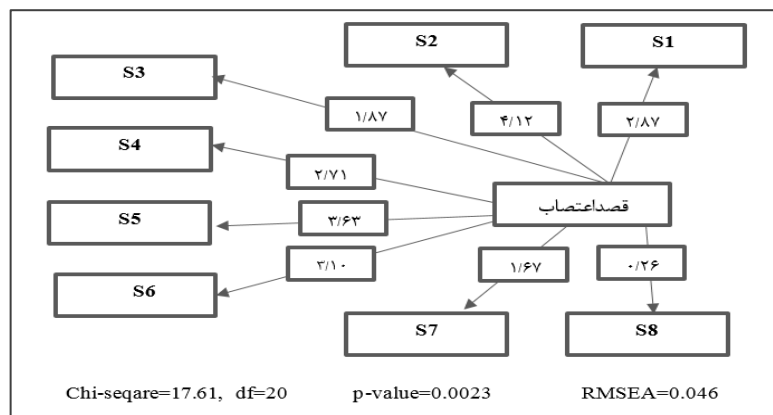 S2
S1
S3
۱/۸۷
۴/۱۲
۲/۸۷
S4
۲/۷۱
قصداعتصاب
S5
۳/۶۳
S6
۳/۱۰
۱/۶۷
۰/۲۶
S7
S8
Chi-seqare=17.61, df=20 p-value=0.0023 RMSEA=0.046